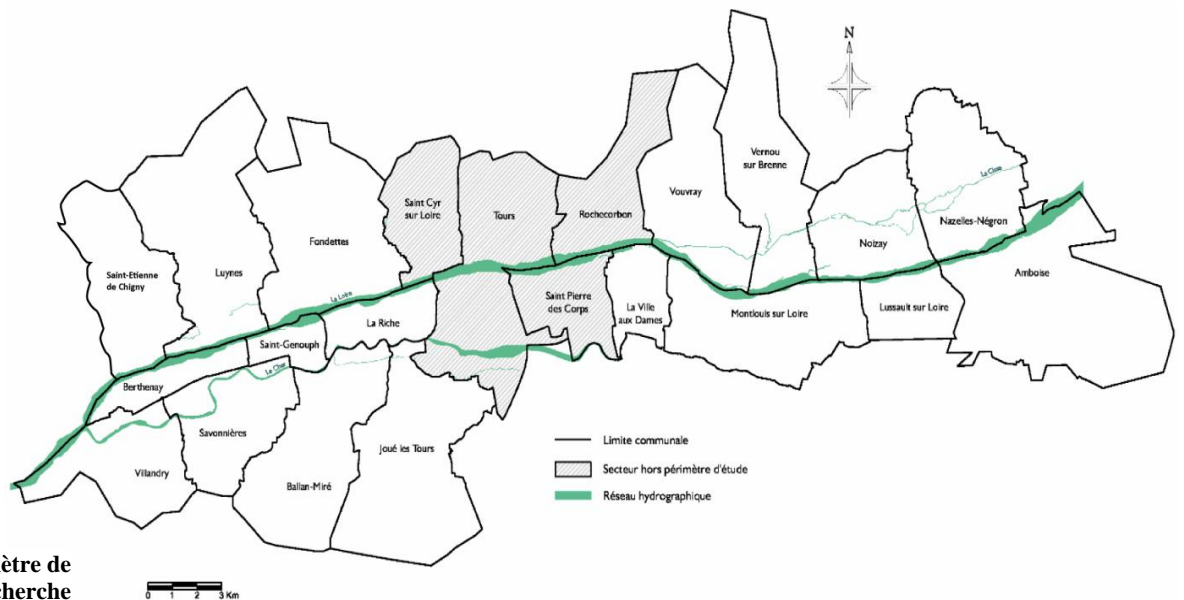 N
Vernou
sur Brenne
Saint Cyr
sur Loire
Tours
Rochecorbon
Vouvray
La Cisse
Nazelles-Négron
Noizay
Fondettes
Luynes
Saint-Etienne
de Chigny
Amboise
La Loire
Saint Pierre
des Corps
La Ville
aux Dames
Montlouis sur Loire
Lussault sur Loire
La Riche
Saint-Genouph
Le Cher
Berthenay
Savonnières
Villandry
Ballan-Miré
Joué les Tours
Limite communale
Secteur hors périmètre d'étude
Réseau hydrographique
ètre de
cherche
0 1 2 3 Km